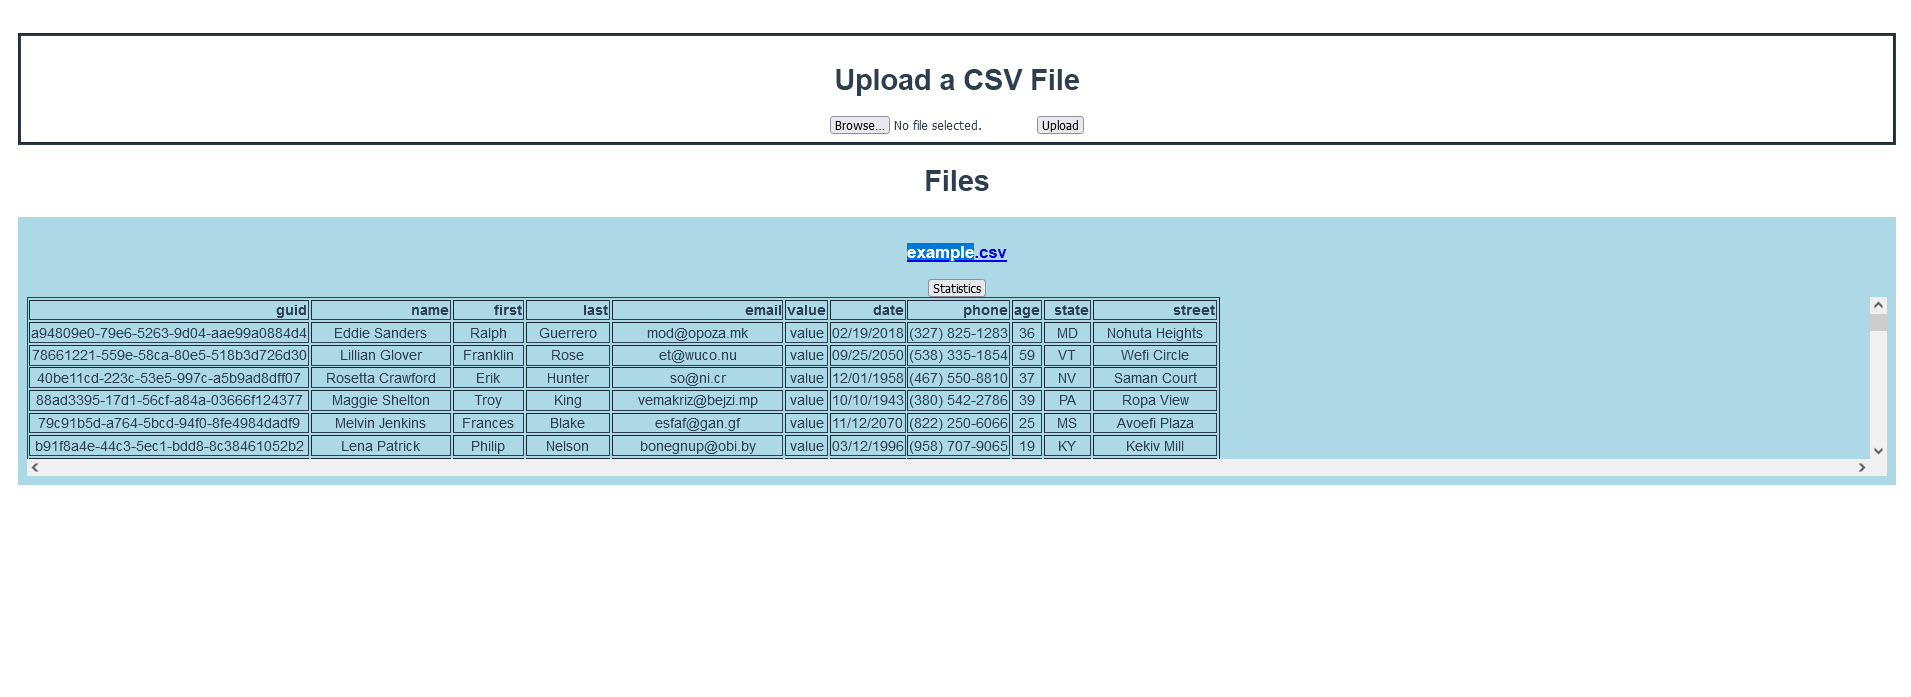 Upload a CSV File
Browse... No file selected. Upload
Files
example.csv
Statistics
guid name first last email value date phone age state street
a94809e0-79e6-5263-9d04-aae99a0884d4 Eddie Sanders Ralph Guerrero mod@opoza.mk value 02/19/2018 (327) 825-1283 36 MD Nohuta Heights
78661221-559e-58ca-80e5-518b3d726d30 Lillian Glover Franklin Rose et@wuco.nu value 09/25/2050 (538) 335-1854 59 VT Wefi Circle
40be11cd-223c-53e5-997c-a5b9ad8dff07 Rosetta Crawford Erik Hunter so@ni.cr value 12/01/1958 (467) 550-8810 37 NV Saman Court
88ad3395-17d1-56cf-a84a-03666f124377 Maggie Shelton Troy King vemakriz@bejzi.mp value 10/10/1943 (380) 542-2786 39 PA Ropa View
79c91b5d-a764-5bcd-94f0-8fe4984dadf9 Melvin Jenkins Frances Blake esfaf@gan.gf value 11/12/2070 (822) 250-6066 25 MS Avoefi Plaza
b91f8a4e-44c3-5ec1-bdd8-8c38461052b2 Lena Patrick Philip Nelson bonegnup@obi.by value 03/12/1996 (958) 707-9065 19 KY Kekiv Mill